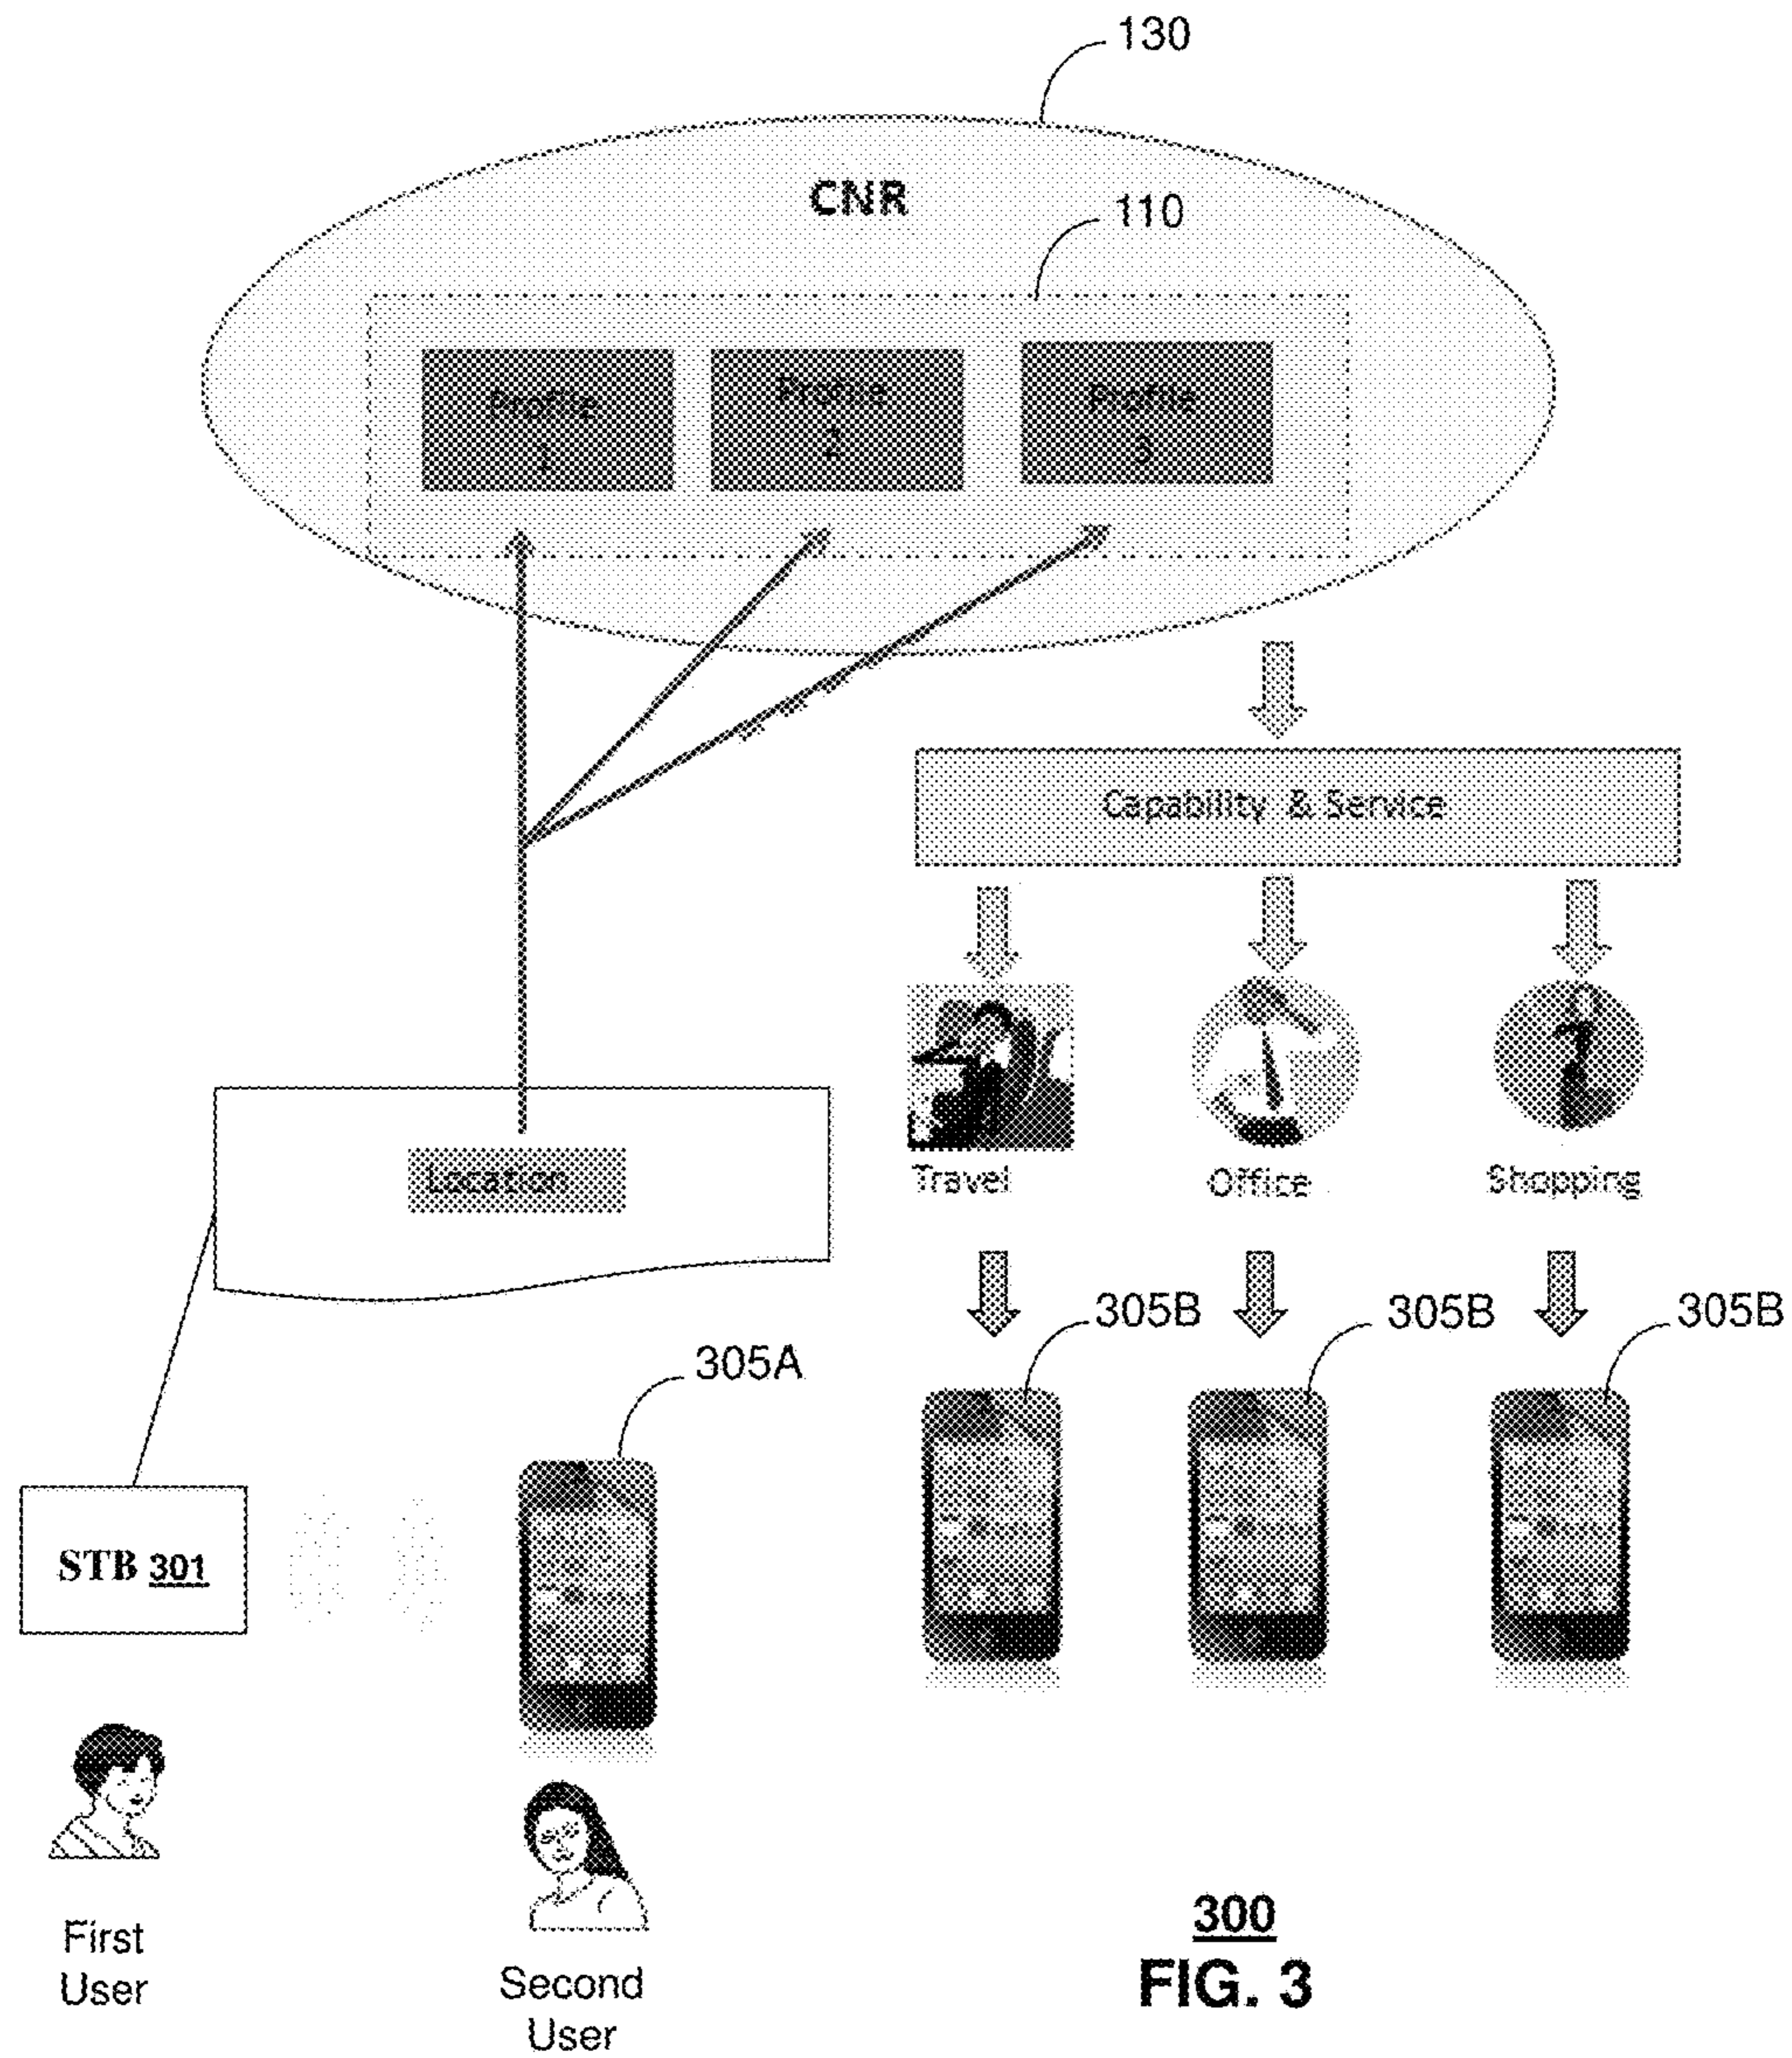 130
CNR
110
Profile
1
Profile
2
Profile
3
Capability & Service
Location
Travel
Office
Shopping
305B
305B
305B
305A
STB 301
First
User
Second
User
300
FIG. 3